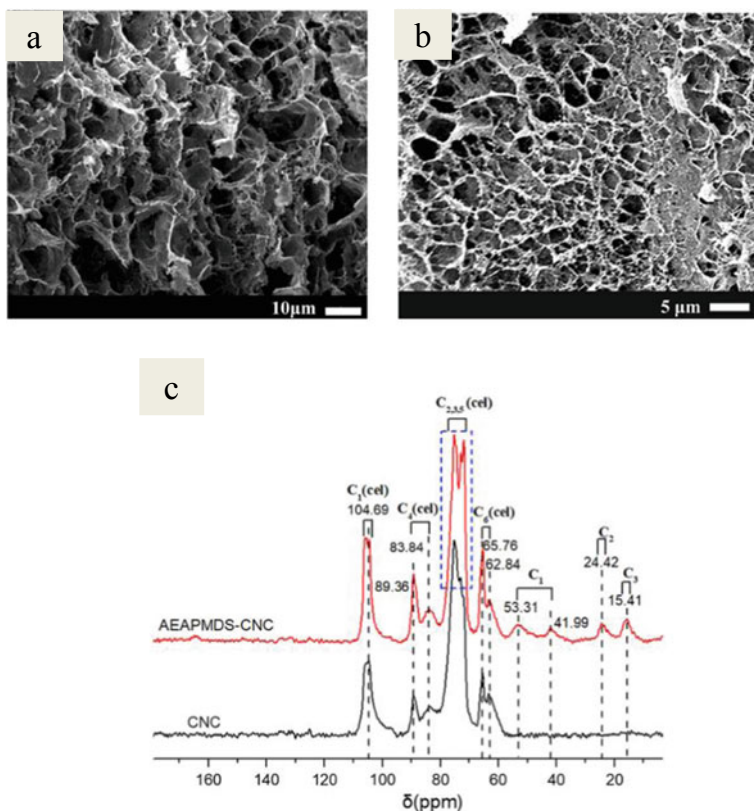 a
b
10μm
5 μm
c
C2,3,5 (cel)
C1(cel)
104.69
C4(cel)
83.84
89.36
C6(cel)
65.76
62.84
C1
53.31
41.99
C2
24.42
C3
15.41
AEAPMDS-CNC
CNC
160 140 120 100 80 60 40 20
δ(ppm)